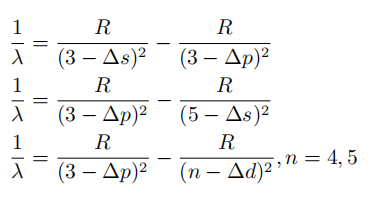 1/λ = R/(3 − Δs)² − R/(3 − Δp)²
1/λ = R/(3 − Δp)² − R/(5 − Δs)²
1/λ = R/(3 − Δp)² − R/(n − Δd)², n = 4, 5